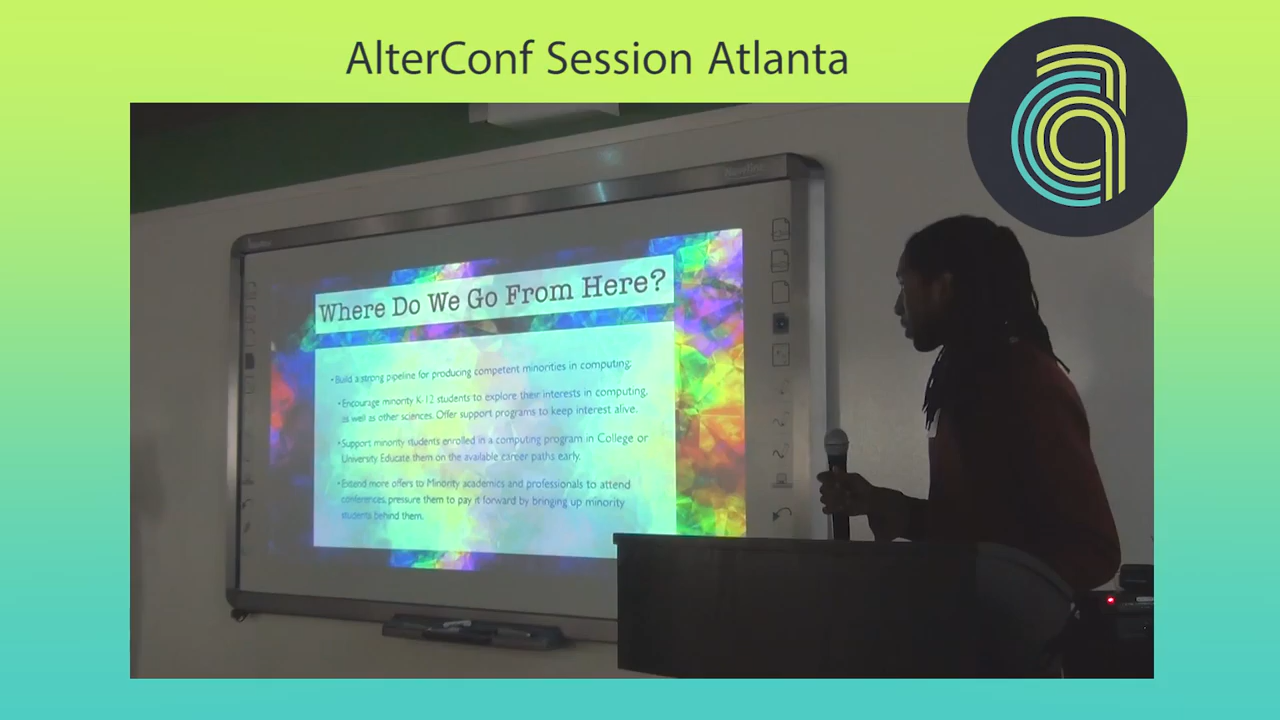 AlterConf Session Atlanta
Where Do We Go From Here?
• Build a strong pipeline for producing competent minorities in computing.
• Encourage minority K-12 students to explore their interests in computing,
as well as other sciences. Offer support programs to keep interest alive.
• Support minority students enrolled in a computing program in College or
University Educate them on the available career paths early.
• Extend more offers to Minority academics and professionals to attend
conferences, pressure them to pay it forward by bringing up minority
students behind them.